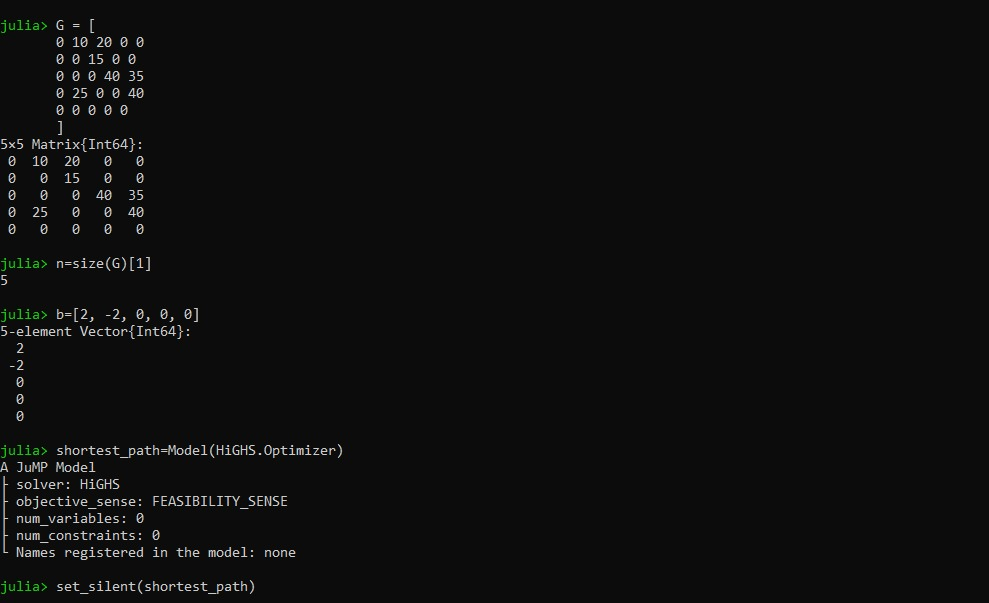 julia> G = [
0 10 20 0 0
0 0 15 0 0
0 0 0 40 35
0 25 0 0 40
0 0 0 0 0
]
5×5 Matrix{Int64}:
0 10 20 0 0
0 0 15 0 0
0 0 0 40 35
0 25 0 0 40
0 0 0 0 0
julia> n=size(G)[1]
5
julia> b=[2, -2, 0, 0, 0]
5-element Vector{Int64}:
2
-2
0
0
0
julia> shortest_path=Model(HiGHS.Optimizer)
A JuMP Model
├ solver: HiGHS
├ objective_sense: FEASIBILITY_SENSE
├ num_variables: 0
├ num_constraints: 0
└ Names registered in the model: none
julia> set_silent(shortest_path)